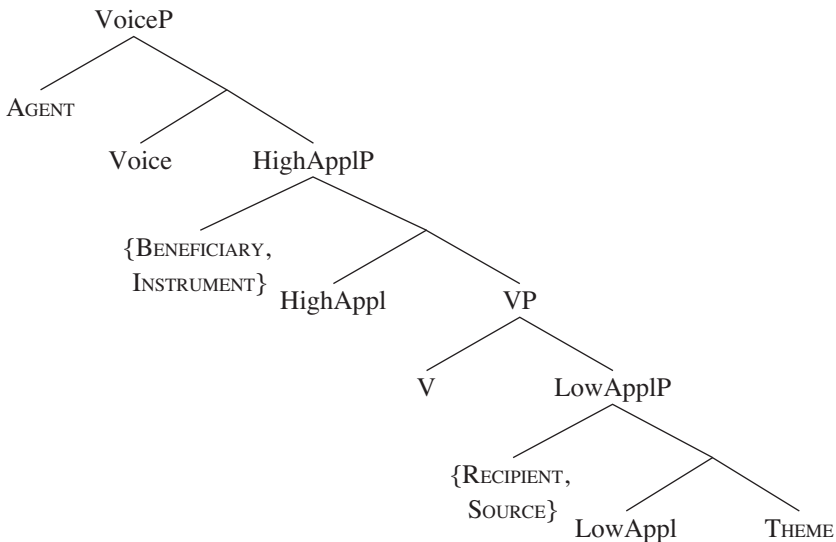 VoiceP
AGENT
Voice HighApplP
{BENEFICIARY,
INSTRUMENT}
HighAppl VP
V LowApplP
{RECIPIENT,
SOURCE}
LowAppl THEME